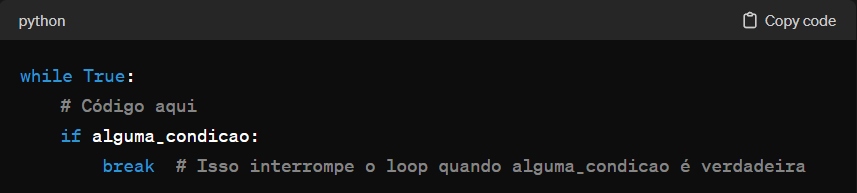 python
Copy code
while True:
# Código aqui
if alguma_condicao:
break # Isso interrompe o loop quando alguma_condicao é verdadeira